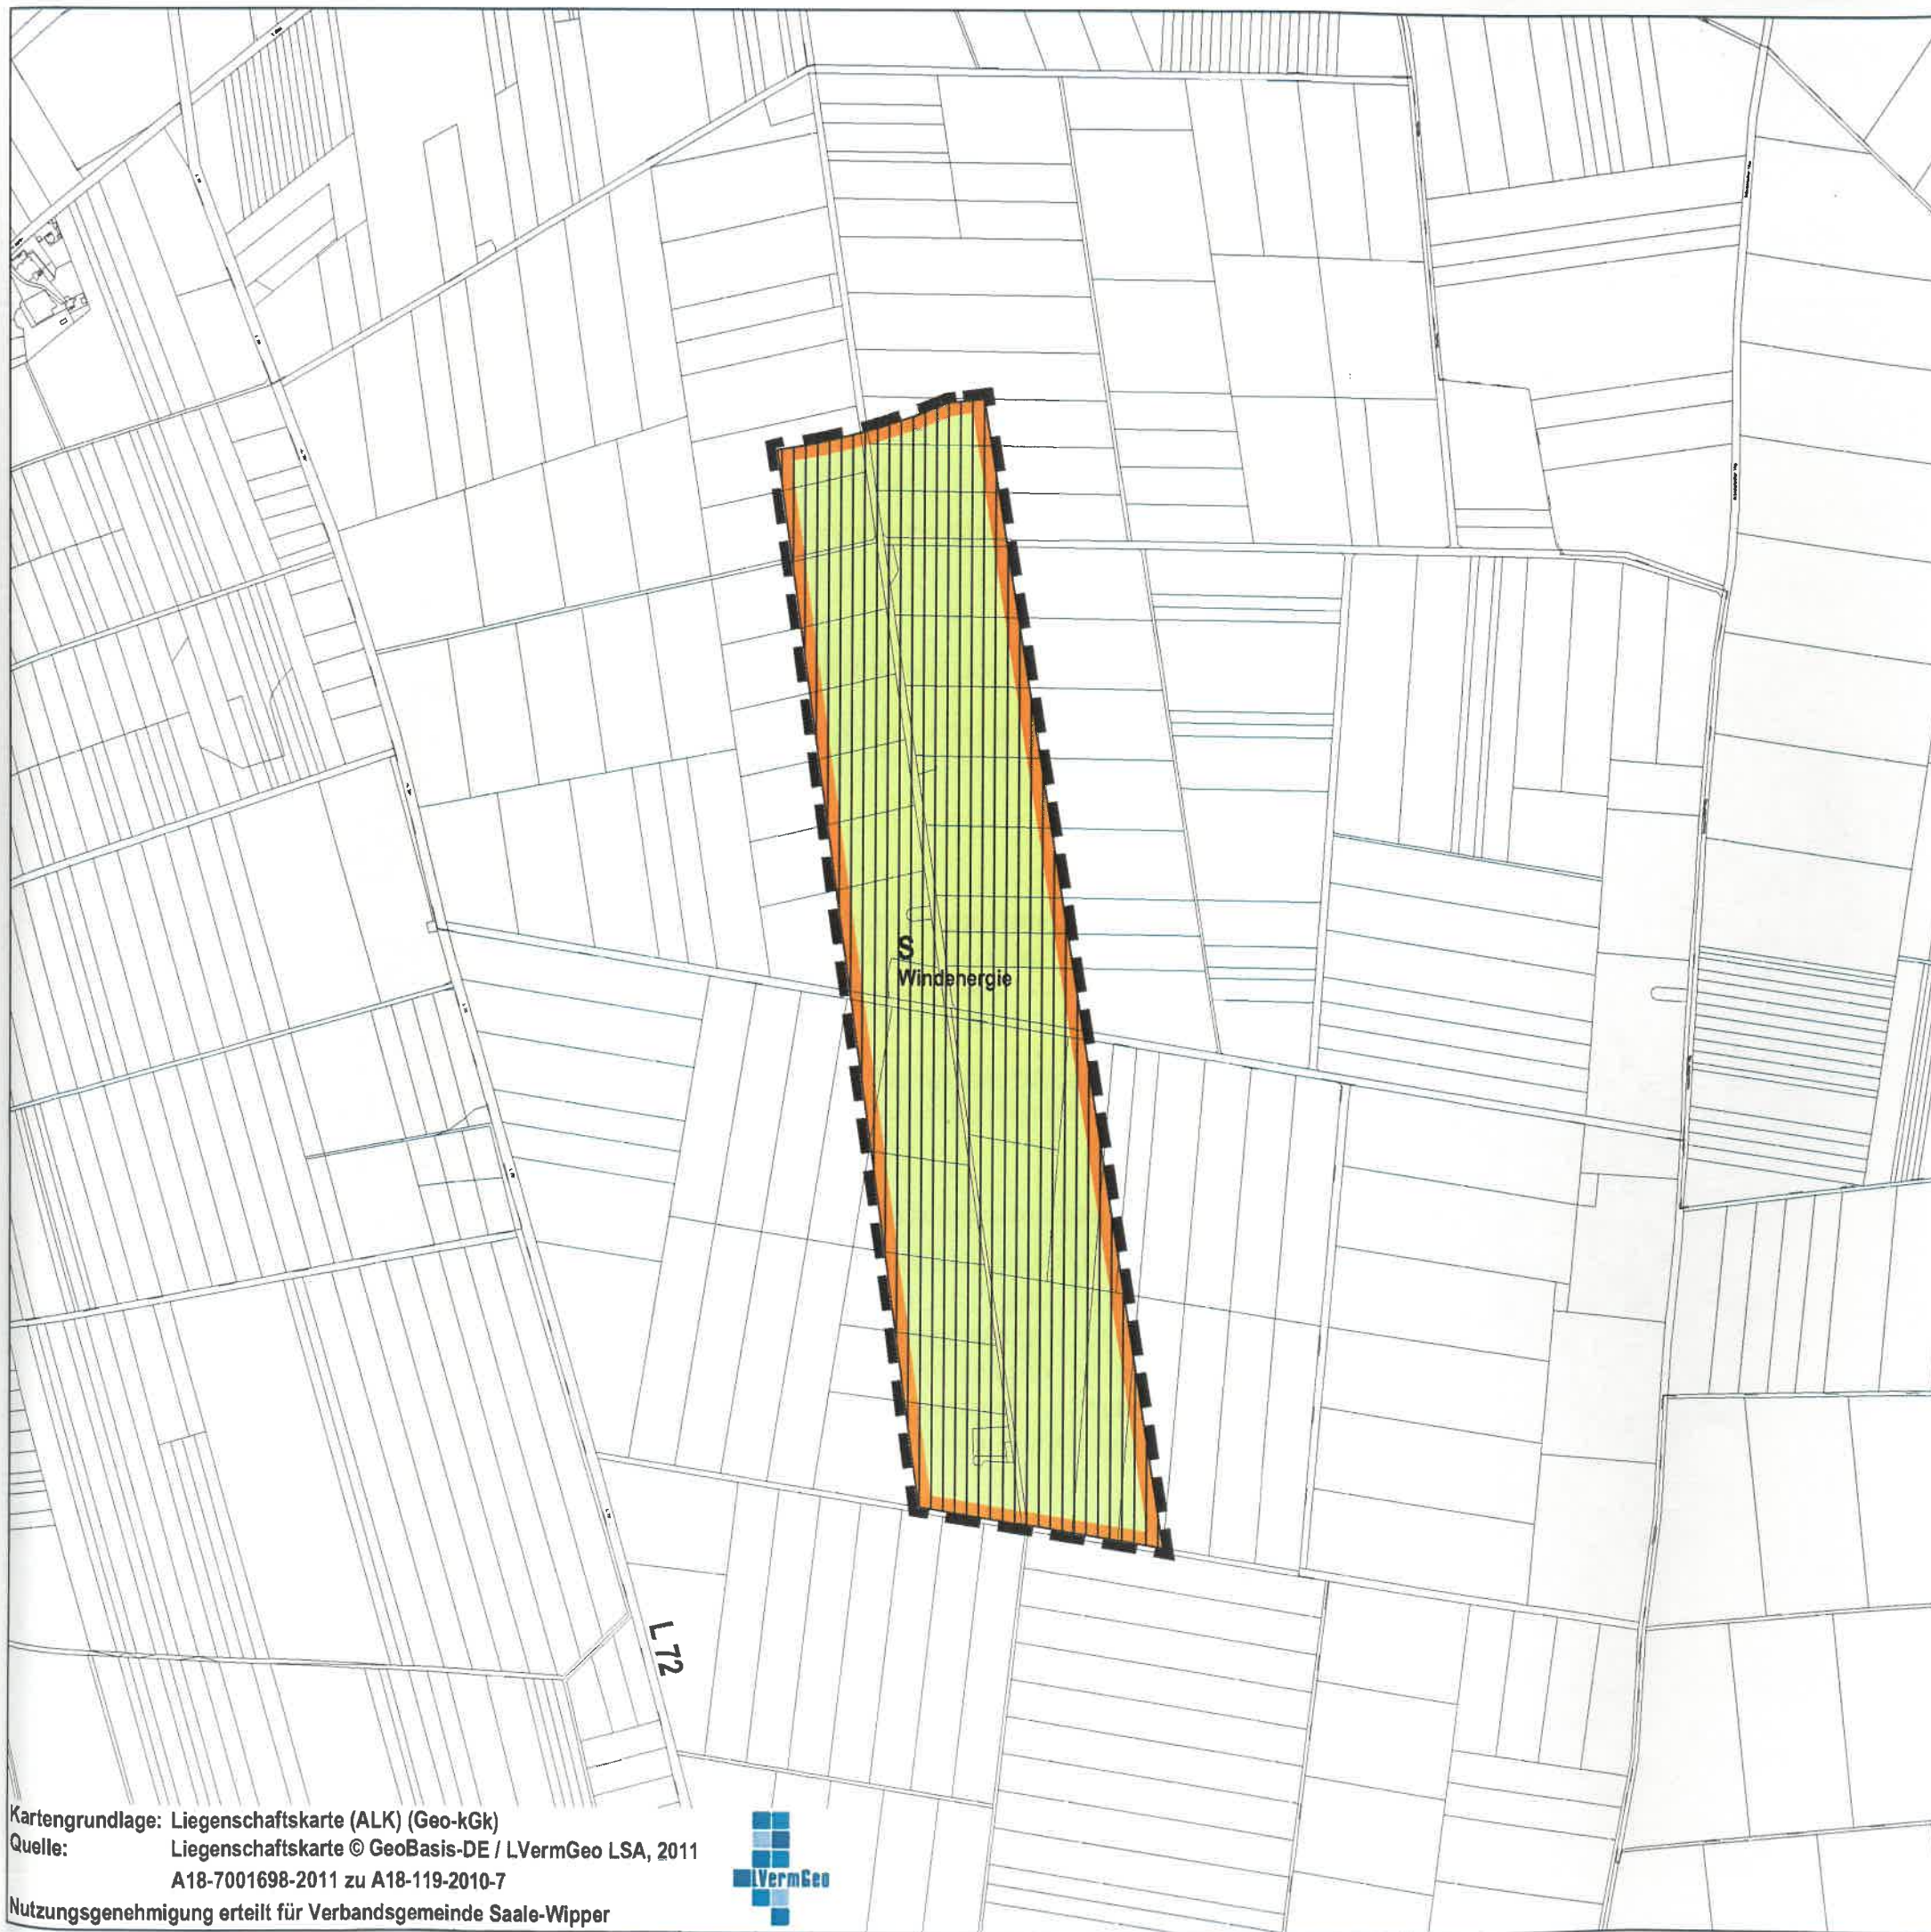 S
Windenergie
L 72
Kartengrundlage: Liegenschaftskarte (ALK) (Geo-kGk)
Quelle: Liegenschaftskarte © GeoBasis-DE / LVermGeo LSA, 2011
A18-7001698-2011 zu A18-119-2010-7
Nutzungsgenehmigung erteilt für Verbandsgemeinde Saale-Wipper
LVermGeo